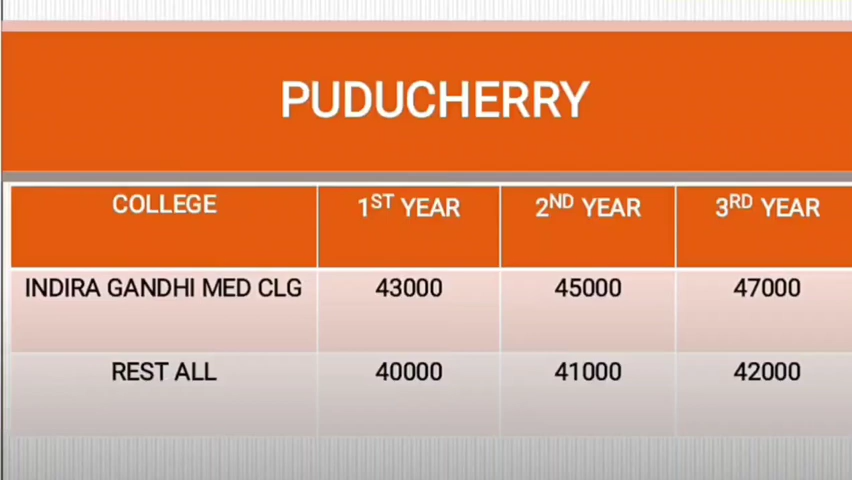 PUDUCHERRY
COLLEGE 1ST YEAR 2ND YEAR 3RD YEAR
INDIRA GANDHI MED CLG 43000 45000 47000
REST ALL 40000 41000 42000